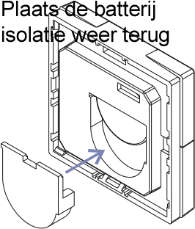 Plaats de batterij
isolatie weer terug